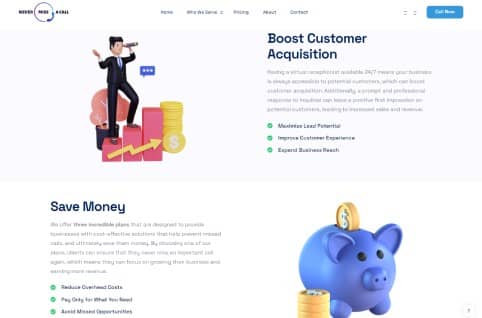 NEVER MISS A CALL
Home
Who We Serve
Pricing
About
Contact
Call Now
Boost Customer
Acquisition
Having a virtual receptionist available 24/7 means your business
is always accessible to potential customers, which can boost
customer acquisition. Additionally, a prompt and professional
response to inquiries can leave a positive first impression on
potential customers, leading to increased sales and revenue.
Maximize Lead Potential
Improve Customer Experience
Expand Business Reach
Save Money
We offer three incredible plans that are designed to provide
businesses with cost-effective solutions that help prevent missed
calls and ultimately save them money. By choosing one of our
plans, clients can ensure that they never miss an important call
again, which means they can focus on growing their business and
earning more revenue.
Reduce Overhead Costs
Pay Only for What You Need
Avoid Missed Opportunities